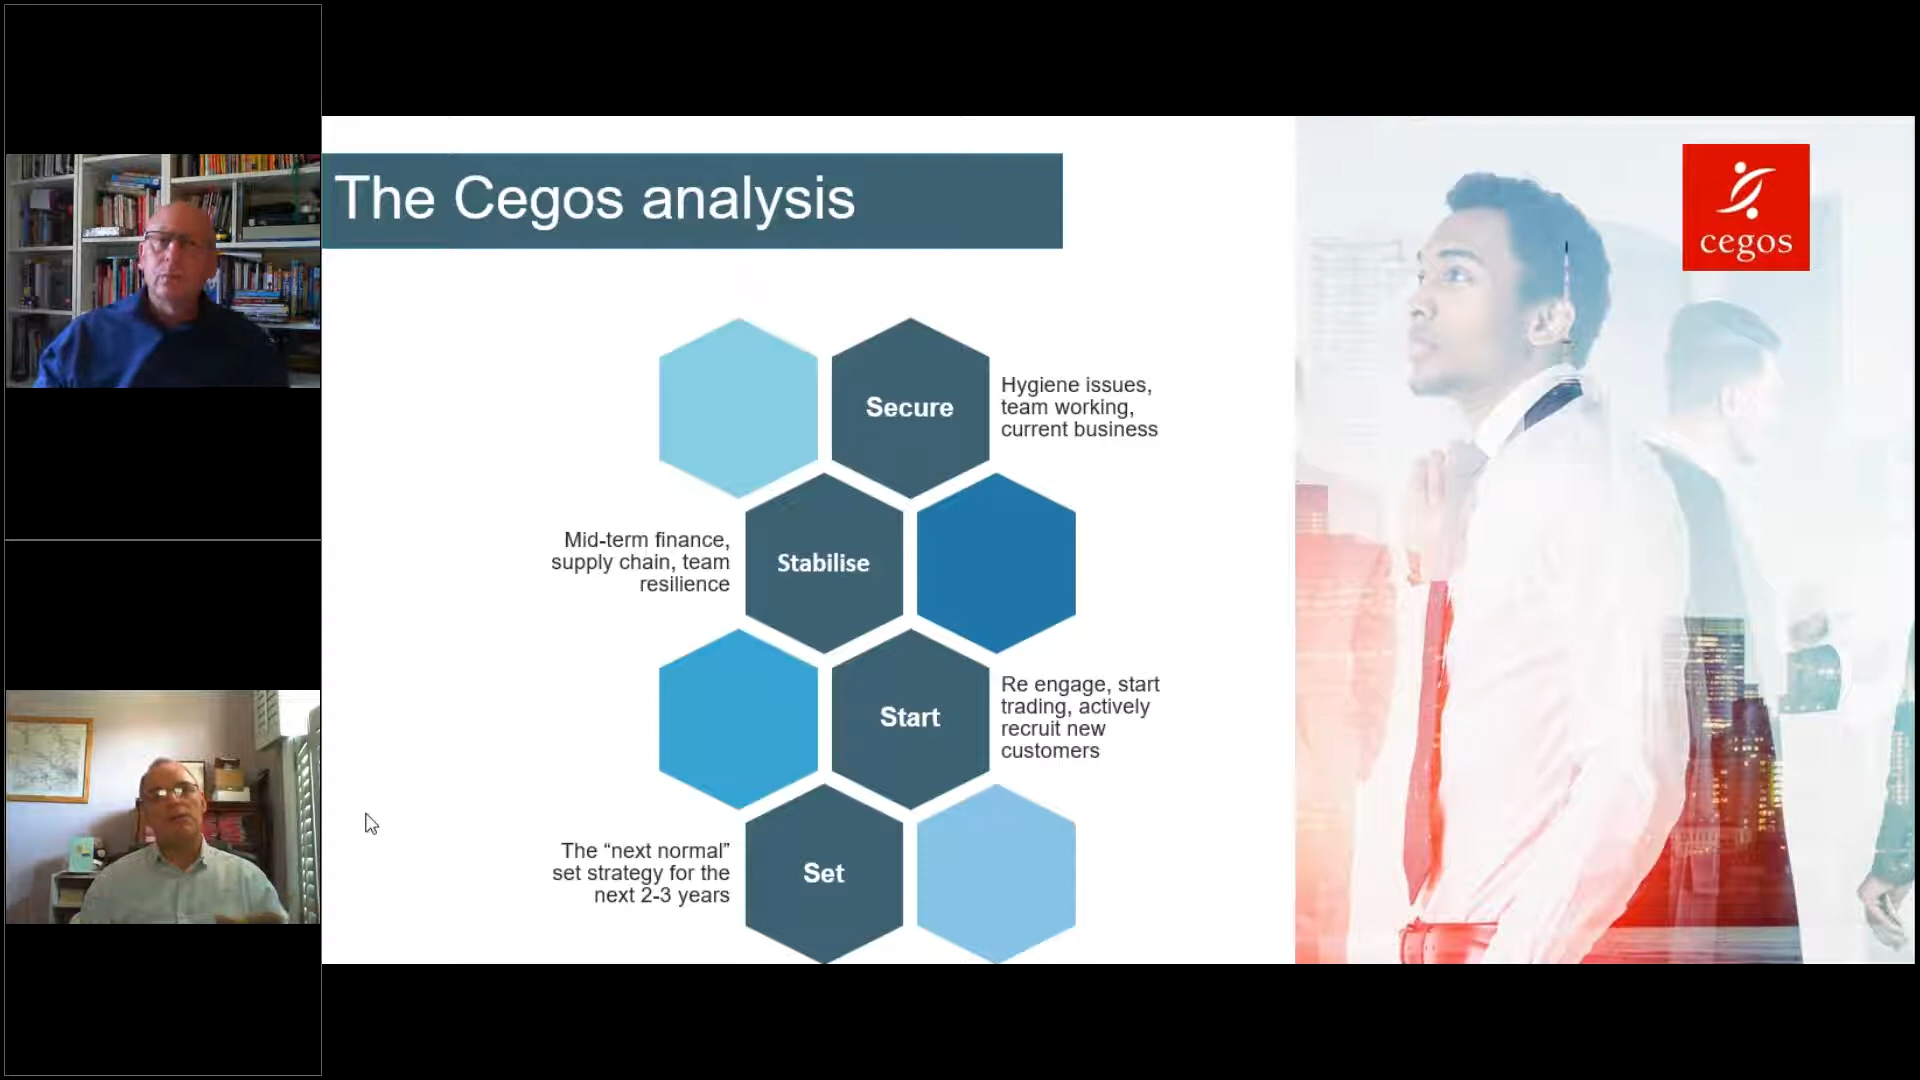 The Cegos analysis
cegos
Secure
Hygiene issues,
team working,
current business
Mid-term finance,
supply chain, team
resilience
Stabilise
Start
Re engage, start
trading, actively
recruit new
customers
The “next normal”
set strategy for the
next 2-3 years
Set